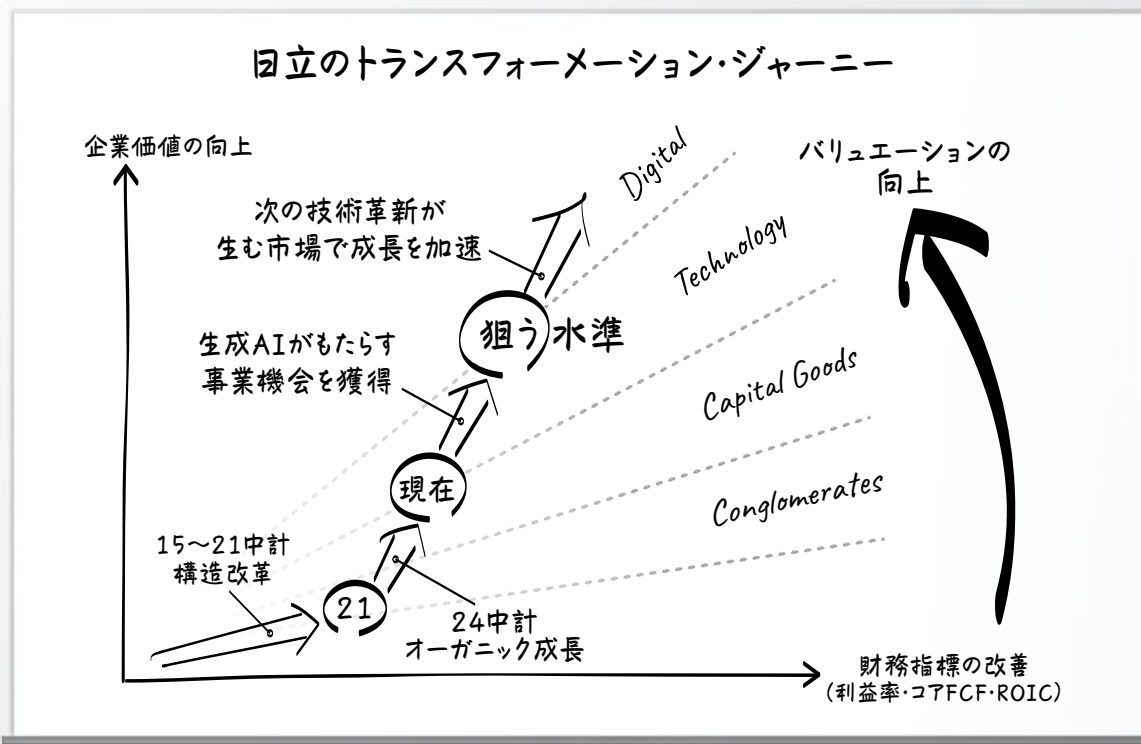 日立のトランスフォーメーション・ジャーニー
企業価値の向上
バリュエーションの
向上
Digital
Technology
Capital Goods
Conglomerates
次の技術革新が
生む市場で成長を加速
狙う水準
生成AIがもたらす
事業機会を獲得
現在
15～21中計
構造改革
21
24中計
オーガニック成長
財務指標の改善
(利益率・コアFCF・ROIC)